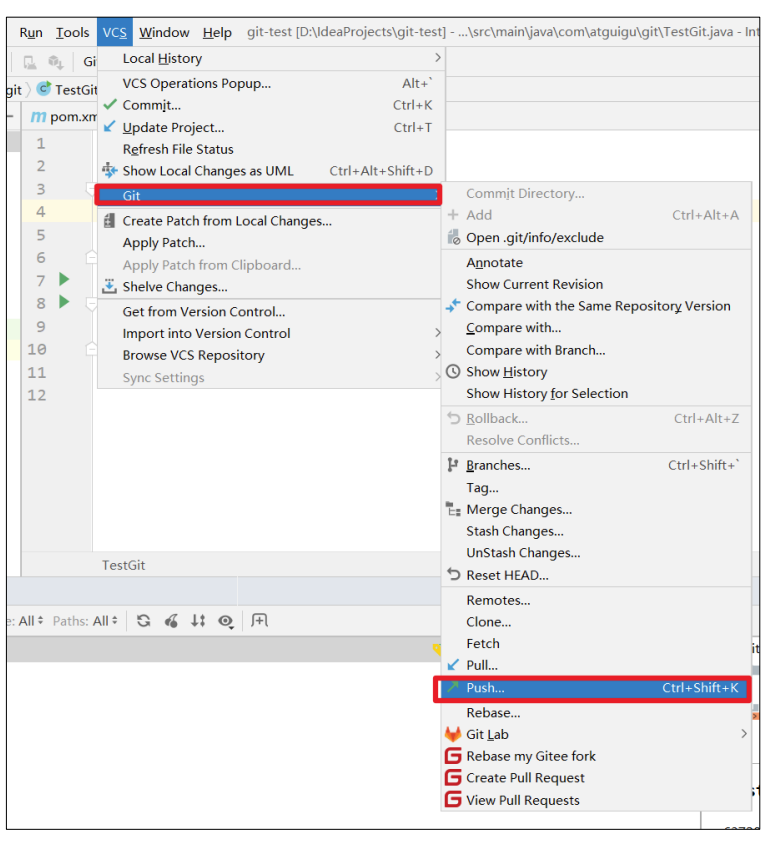 Run Tools VCS Window Help git-test [D:\IdeaProjects\git-test] - ...\src\main\java\com\atguigu\git\TestGit.java - Int
Gi
git TestGit
pom.xm
1
2
3
4
5
6
7
8
9
10
11
12
Local History
VCS Operations Popup... Alt+`
Commit... Ctrl+K
Update Project... Ctrl+T
Refresh File Status
Show Local Changes as UML Ctrl+Alt+Shift+D
Git
Create Patch from Local Changes...
Apply Patch...
Apply Patch from Clipboard...
Shelve Changes...
Get from Version Control...
Import into Version Control
Browse VCS Repository
Sync Settings
Commit Directory...
Add Ctrl+Alt+A
Open .git/info/exclude
Annotate
Show Current Revision
Compare with the Same Repository Version
Compare with...
Compare with Branch...
Show History
Show History for Selection
Rollback... Ctrl+Alt+Z
Resolve Conflicts...
Branches... Ctrl+Shift+`
Tag...
Merge Changes...
Stash Changes...
UnStash Changes...
Reset HEAD...
Remotes...
Clone...
Fetch
Pull...
Push... Ctrl+Shift+K
Rebase...
Git Lab
Rebase my Gitee fork
Create Pull Request
View Pull Requests
TestGit
e: All Paths: All